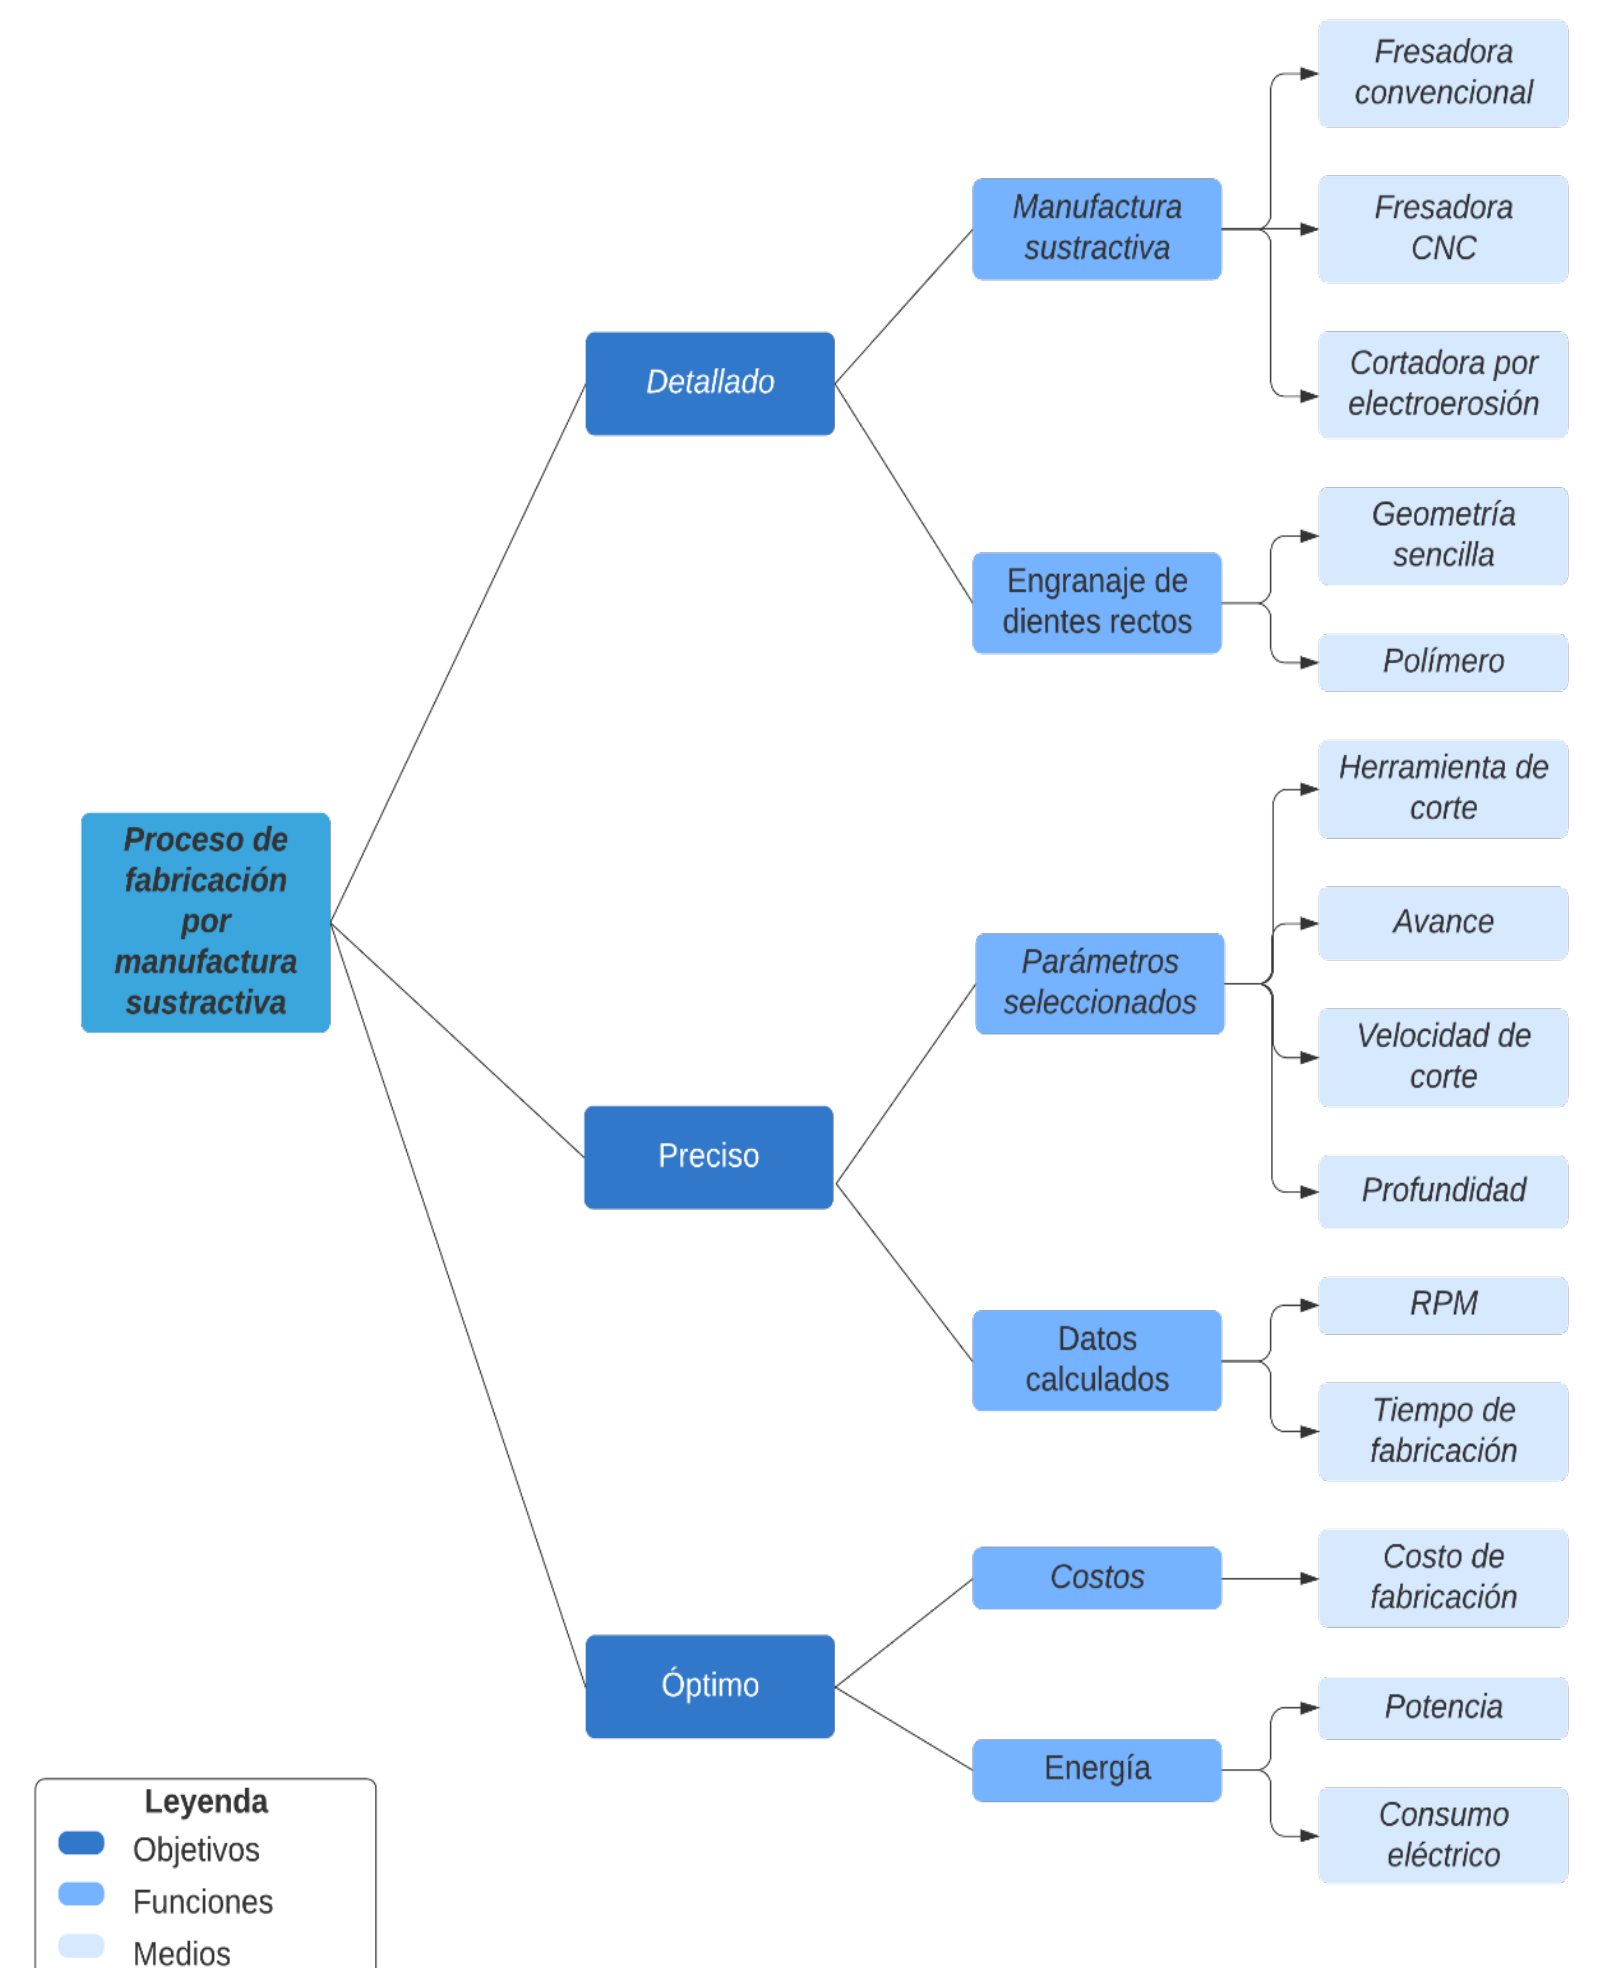 Proceso de
fabricación
por
manufactura
sustractiva
Detallado
Manufactura
sustractiva
Fresadora
convencional
Fresadora
CNC
Cortadora por
electroerosión
Engranaje de
dientes rectos
Geometría
sencilla
Polímero
Preciso
Parámetros
seleccionados
Herramienta de
corte
Avance
Velocidad de
corte
Profundidad
Datos
calculados
RPM
Tiempo de
fabricación
Óptimo
Costos
Costo de
fabricación
Energía
Potencia
Consumo
eléctrico
Leyenda
Objetivos
Funciones
Medios